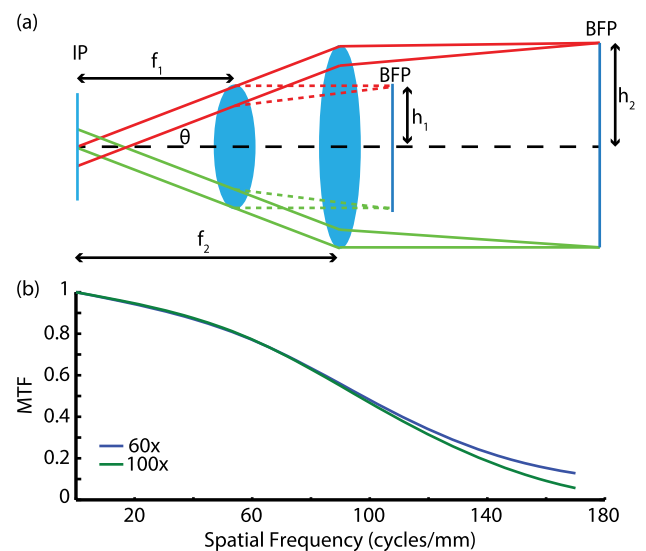 (a)
IP
BFP
f₁
BFP
h₁
h₂
θ
f₂
(b)
1
0.8
0.6
0.4
0.2
0
MTF
60x
100x
20
60
100
140
180
Spatial Frequency (cycles/mm)